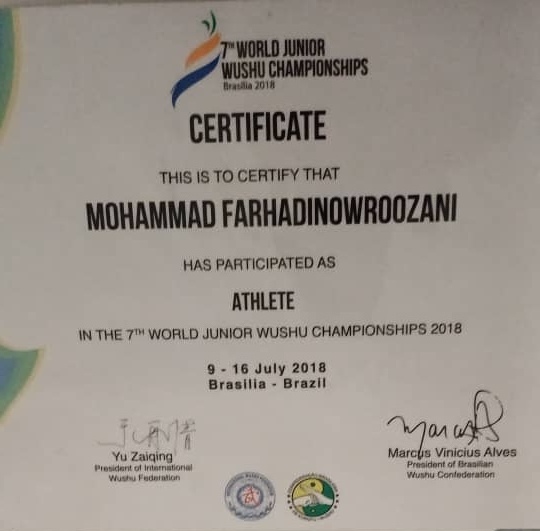 7TH WORLD JUNIOR
WUSHU CHAMPIONSHIPS
Brasilia 2018
CERTIFICATE
THIS IS TO CERTIFY THAT
MOHAMMAD FARHADINOWROOZANI
HAS PARTICIPATED AS
ATHLETE
IN THE 7TH WORLD JUNIOR WUSHU CHAMPIONSHIPS 2018
9 - 16 July 2018
Brasilia - Brazil
Yu Zaiqing
President of International
Wushu Federation
Marcus Vinicius Alves
President of Brasilian
Wushu Confederation